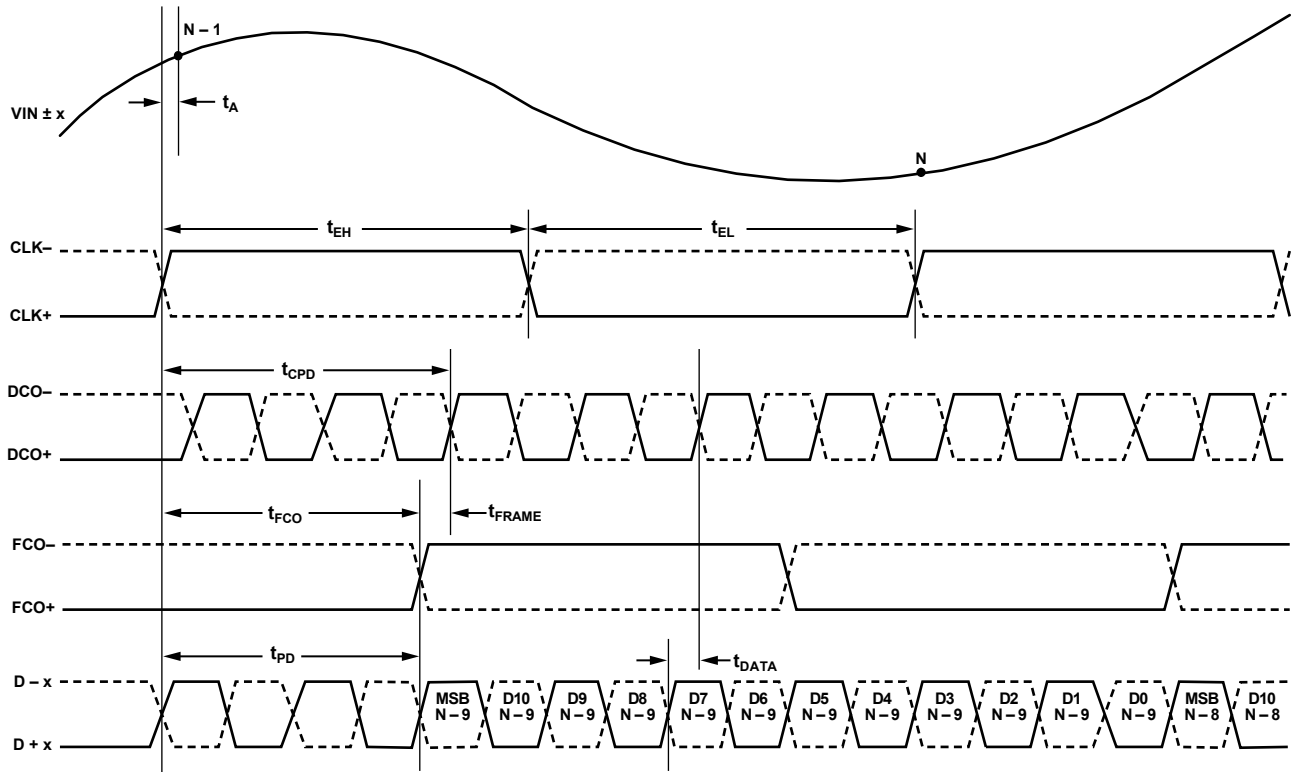 N – 1
VIN ± x
tA
N
tEH
tEL
CLK–
CLK+
tCPD
DCO–
DCO+
tFCO
tFRAME
FCO–
FCO+
tPD
tDATA
D – x
D + x
MSB N – 9
D10 N – 9
D9 N – 9
D8 N – 9
D7 N – 9
D6 N – 9
D5 N – 9
D4 N – 9
D3 N – 9
D2 N – 9
D1 N – 9
D0 N – 9
MSB N – 8
D10 N – 8